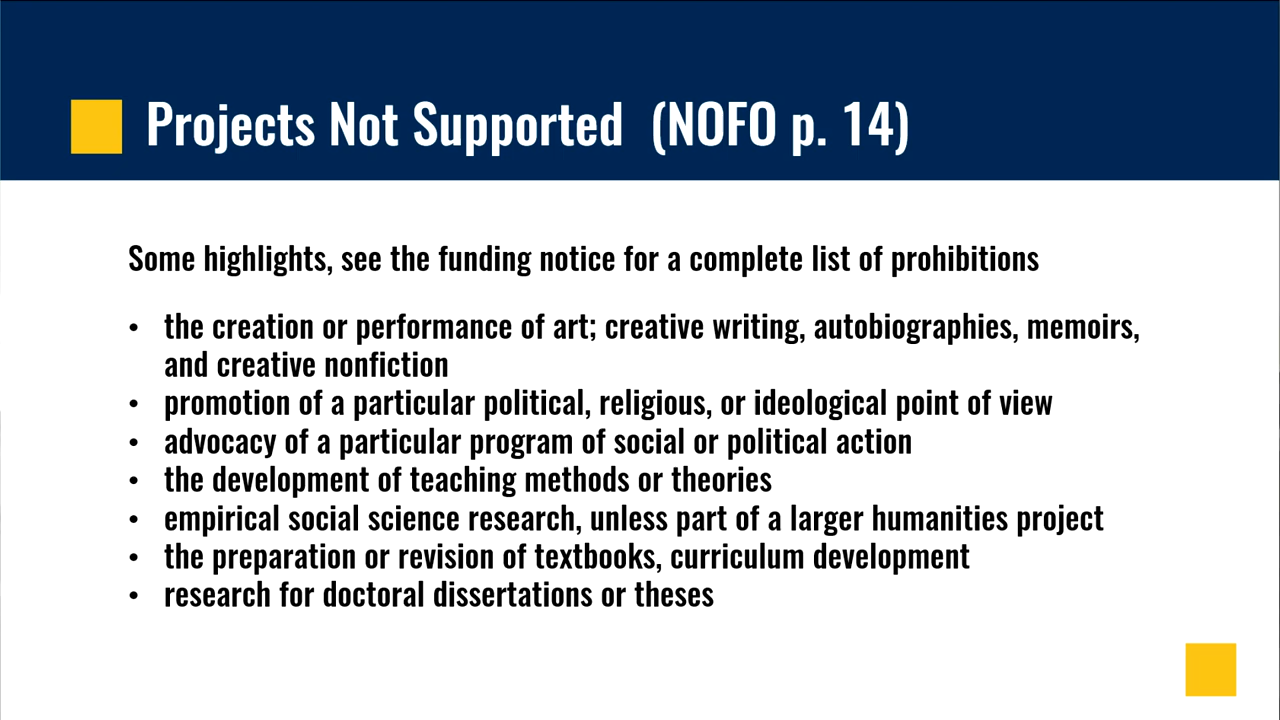 Projects Not Supported (NOFO p. 14)
Some highlights, see the funding notice for a complete list of prohibitions
• the creation or performance of art; creative writing, autobiographies, memoirs,
and creative nonfiction
• promotion of a particular political, religious, or ideological point of view
• advocacy of a particular program of social or political action
• the development of teaching methods or theories
• empirical social science research, unless part of a larger humanities project
• the preparation or revision of textbooks, curriculum development
• research for doctoral dissertations or theses